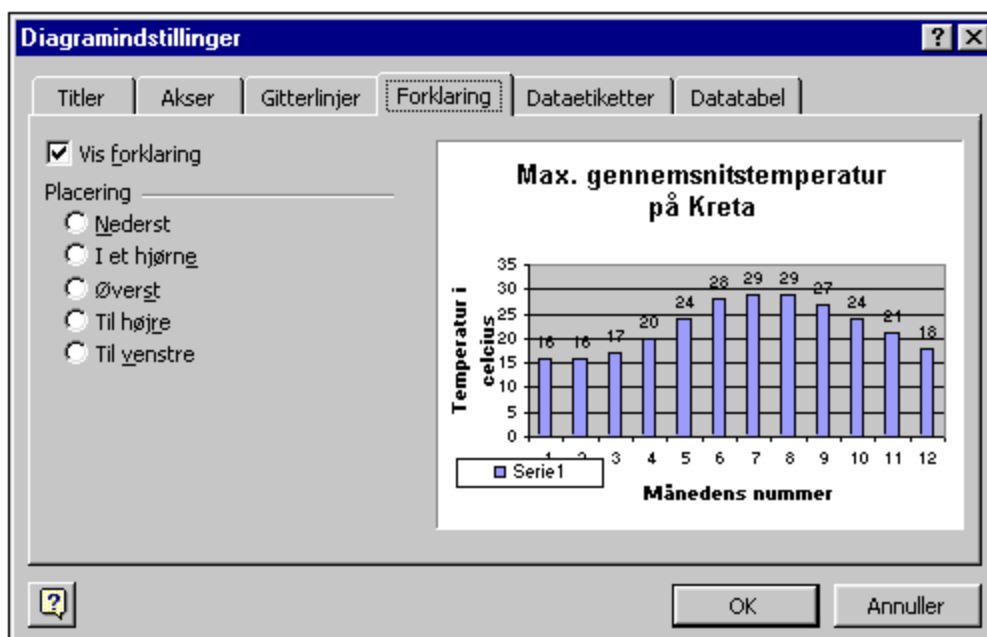 Diagramindstillinger
Titler Akser Gitterlinjer Forklaring Dataetiketter Datatabel
Vis forklaring
Placering
Nederst
I et hjørne
Øverst
Til højre
Til venstre
Max. gennemsnitstemperatur
på Kreta
Temperatur i
celcius
35
30
25
20
15
10
5
0
16 16 17 20 24 28 29 29 27 24 21 18
1 2 3 4 5 6 7 8 9 10 11 12
Serie1
Månedens nummer
OK Annuller